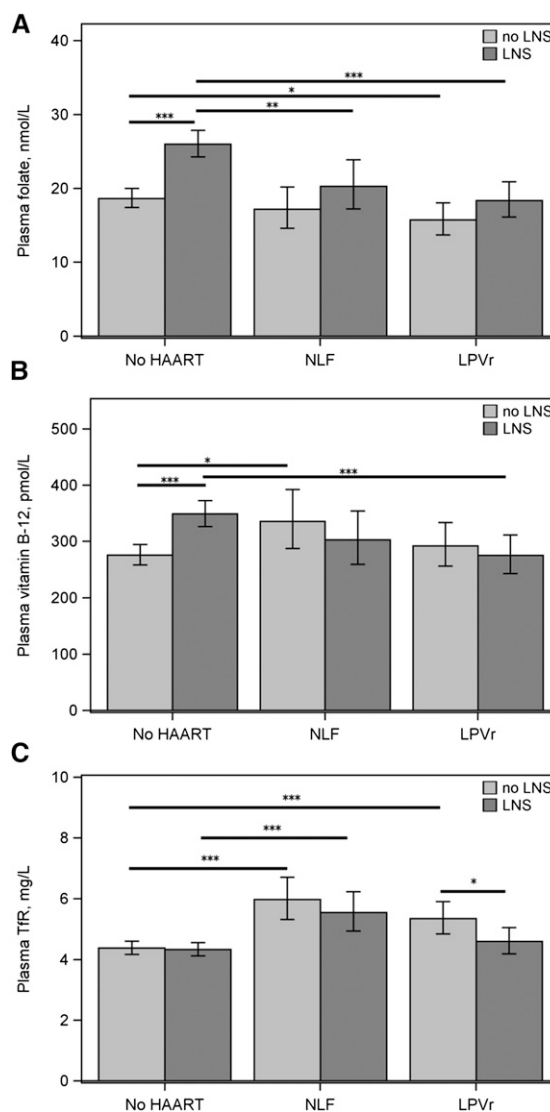 A
40
30
20
10
0
Plasma folate, nmol/L
no LNS
LNS
***
*
***
**
No HAART NLF LPVr
B
500
400
300
200
100
0
Plasma vitamin B-12, pmol/L
no LNS
LNS
*
***
***
No HAART NLF LPVr
C
10
8
6
4
2
0
Plasma TfR, mg/L
no LNS
LNS
***
***
***
*
No HAART NLF LPVr